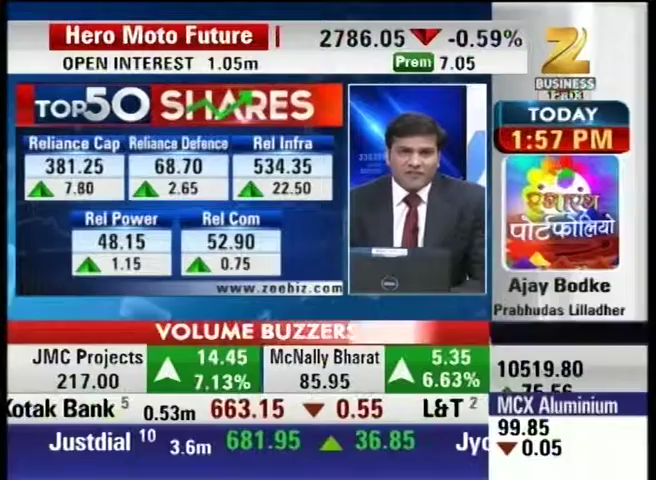 Hero Moto Future
2786.05 -0.59%
OPEN INTEREST 1.05m
Prem 7.05
Z
BUSINESS
12:03
TOP50 SHARES
Reliance Cap
381.25
7.80
Reliance Defence
68.70
2.65
Rel Infra
534.35
22.50
Rel Power
48.15
1.15
Rel Com
52.90
0.75
www.zeebiz.com
TODAY
1:57 PM
रंगारंग
पोर्टफोलियो
Ajay Bodke
Prabhudas Lilladher
VOLUME BUZZERS
JMC Projects
217.00
14.45
7.13%
McNally Bharat
85.95
5.35
6.63%
10519.80
Kotak Bank 5 0.53m 663.15 0.55 L&T 2
MCX Aluminium
99.85
0.05
Justdial 10 3.6m 681.95 36.85 Jyo